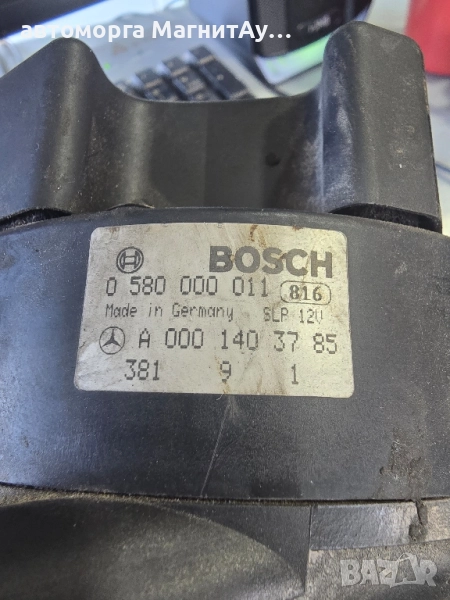 автоморга МагнитАу...
BOSCH
0 580 000 011 816
Made in Germany SLP 12V
A 000 140 37 85
381 9 1
BAZAR